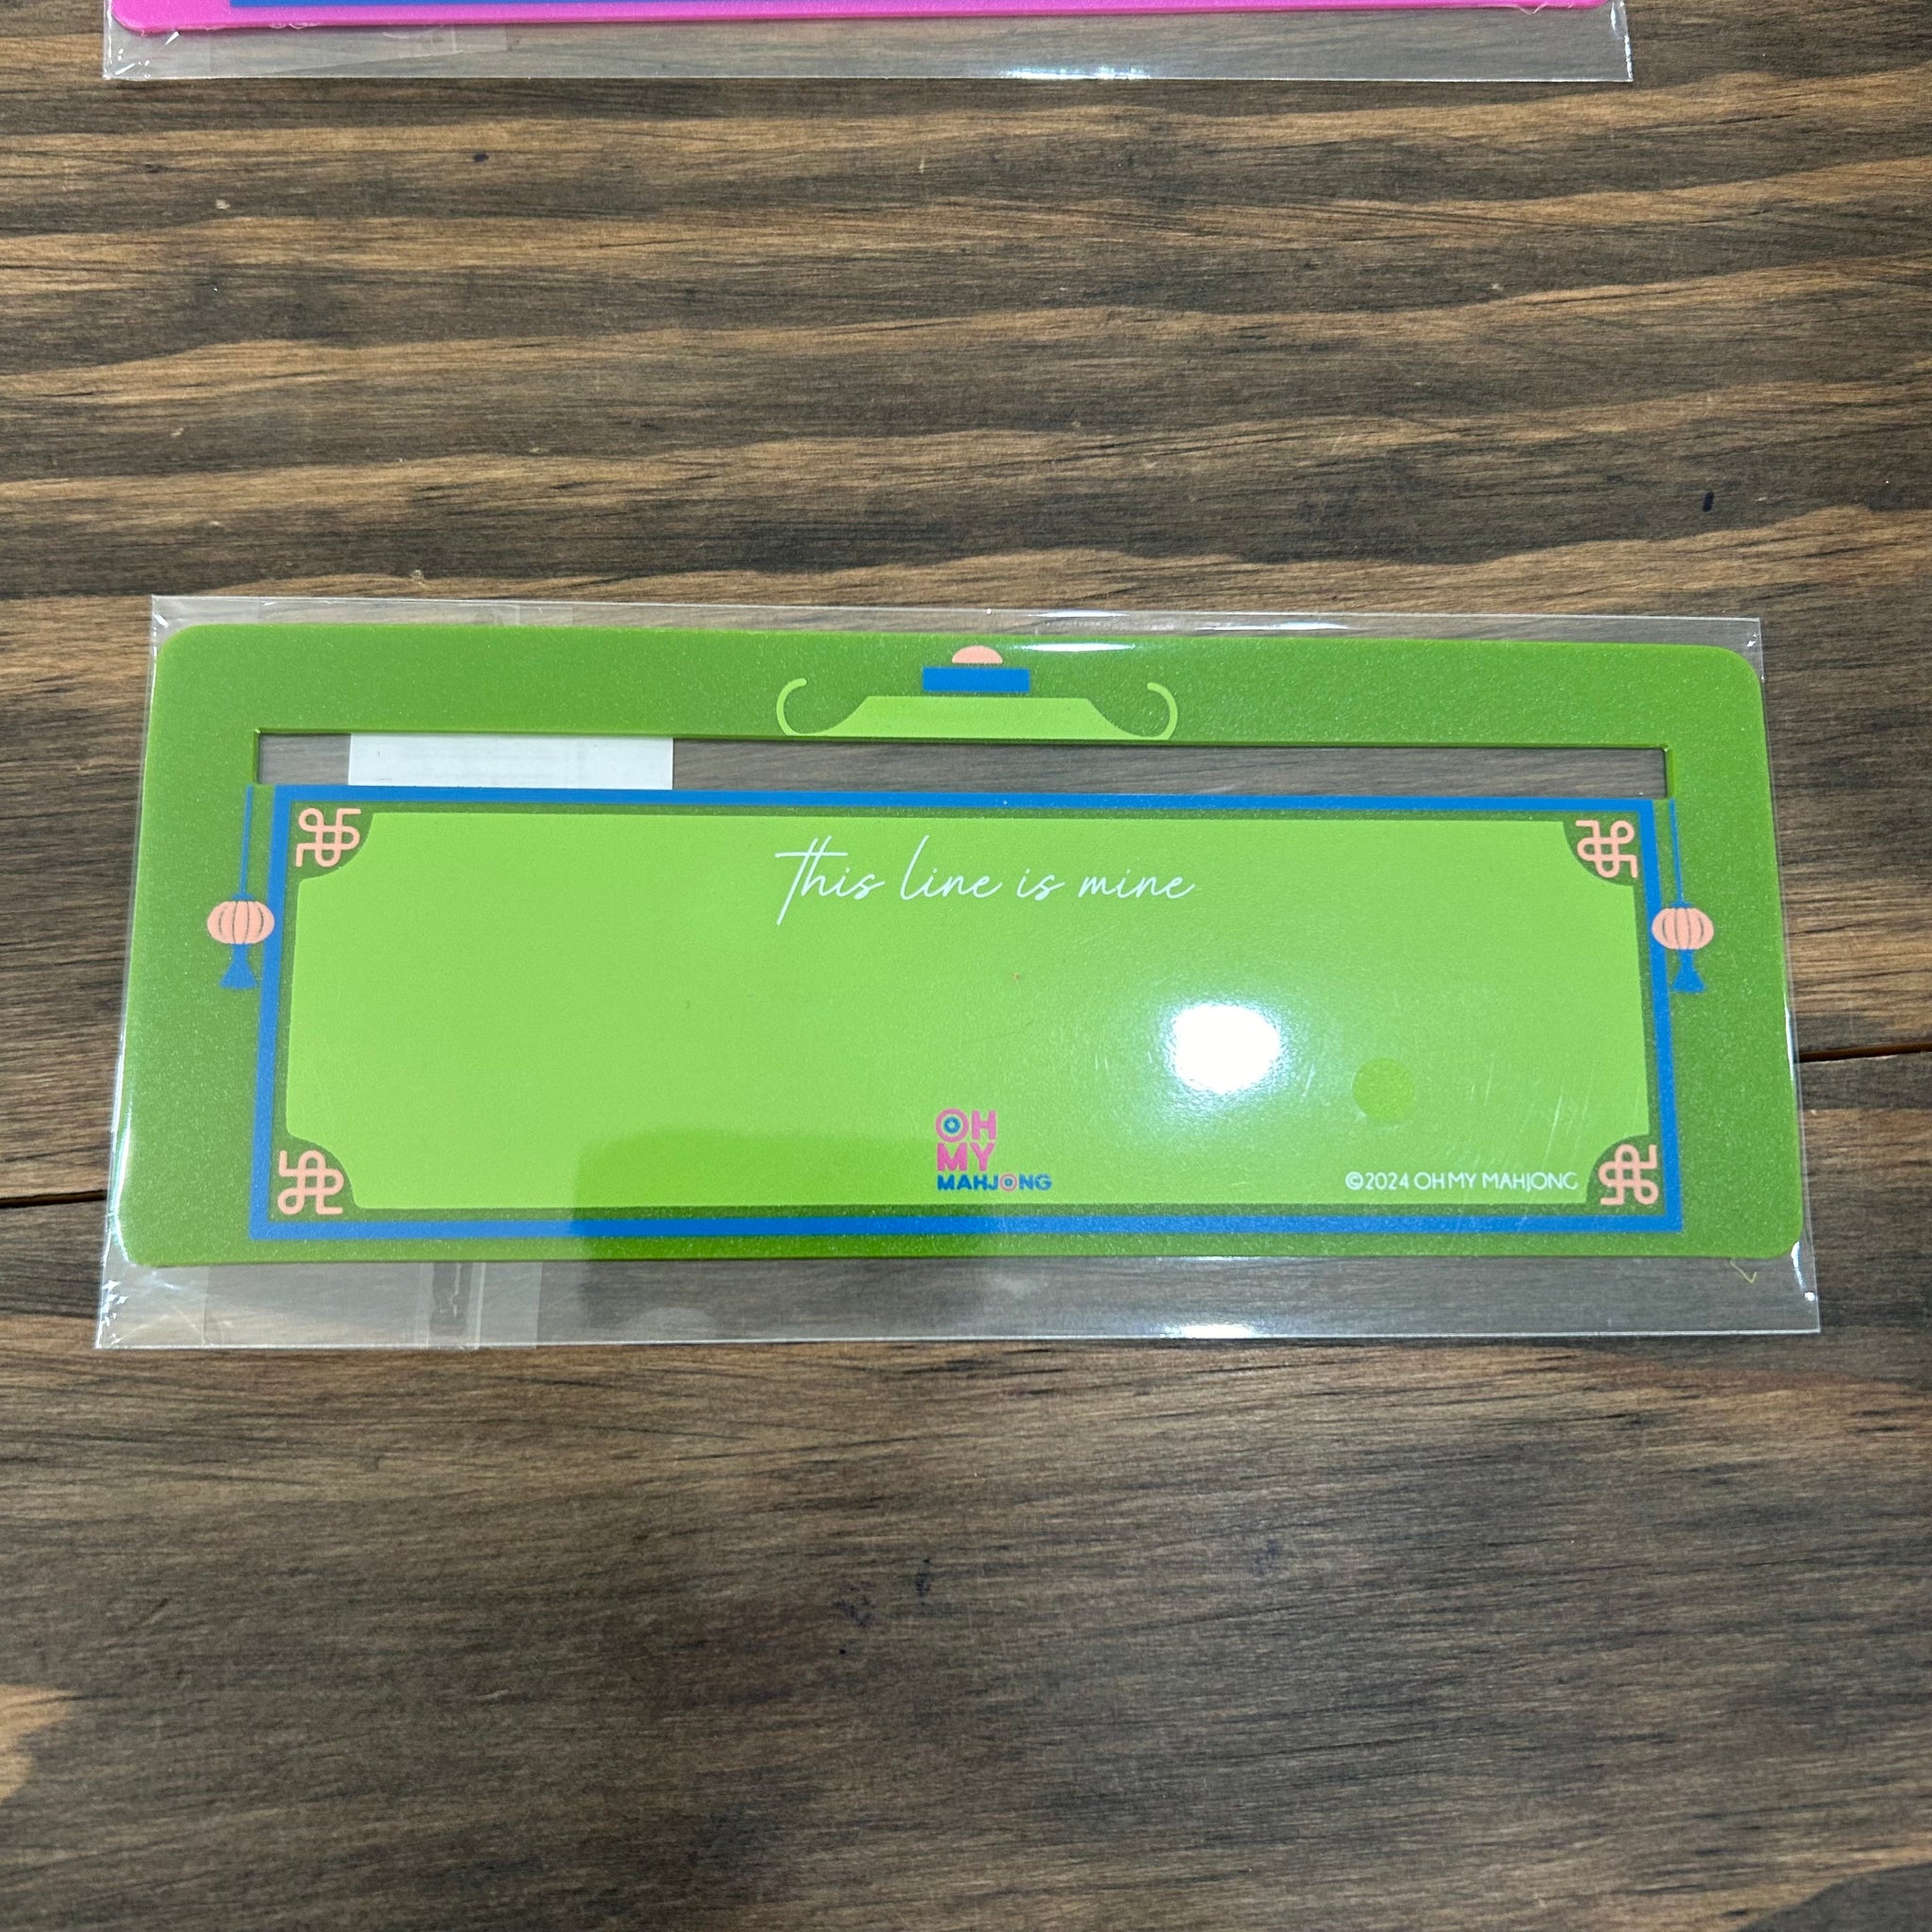 This line is mine
OH
MY
MAHJONG
©2024 OH MY MAHJONG